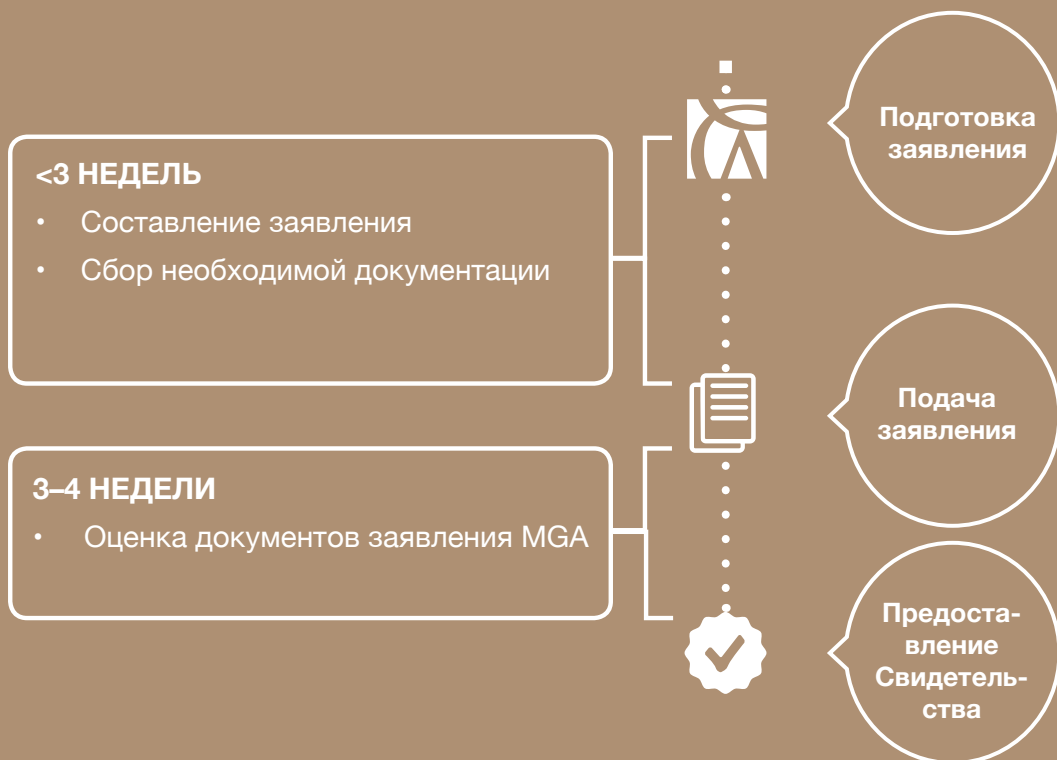 Подготовка
заявления
<3 НЕДЕЛЬ
• Составление заявления
• Сбор необходимой документации
Подача
заявления
3–4 НЕДЕЛИ
• Оценка документов заявления MGA
Предоста-
вление
Свидетель-
ства